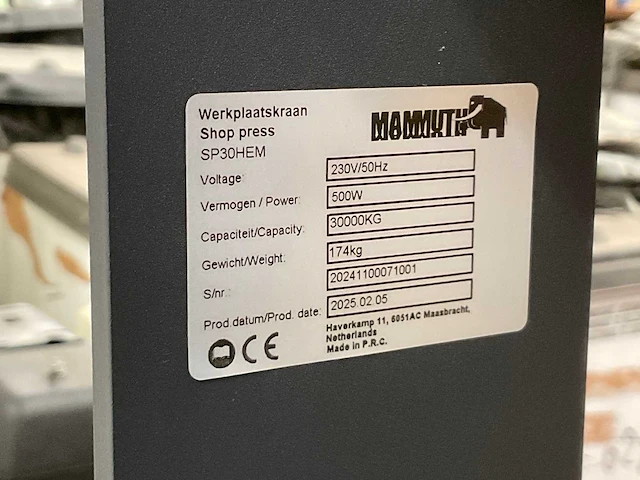 Werkplaatskraan
Shop press
SP30HEM
MAMMUTH
Voltage: 230V/50Hz
Vermogen / Power: 500W
Capaciteit/Capacity: 30000KG
Gewicht/Weight: 174kg
S/nr.: 20241100071001
Prod.datum/Prod. date: 2025.02.05
CE
Haverkamp 11, 6051AC Maasbracht,
Netherlands
Made in P.R.C.